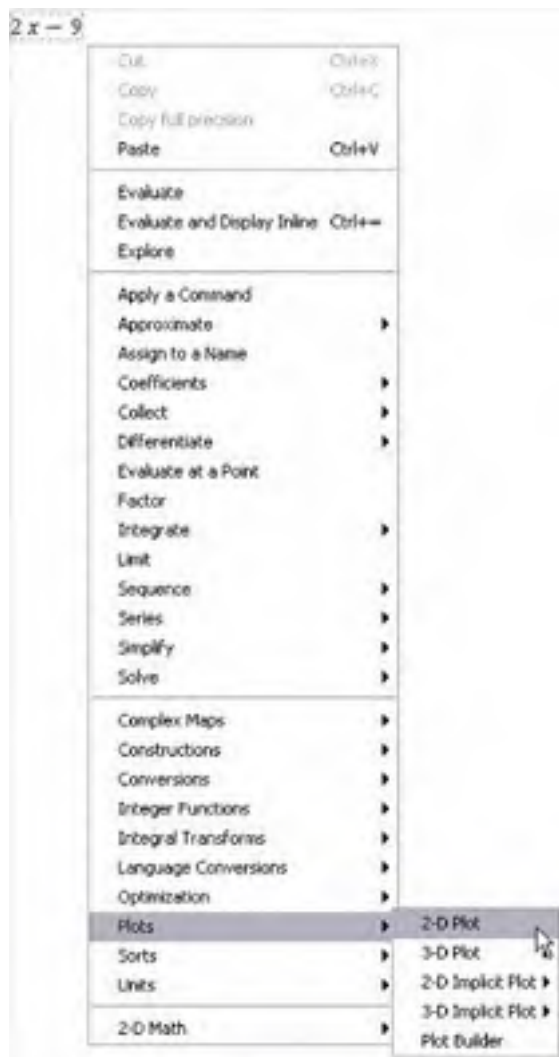 2 x − 9
Cut Ctrl+X
Copy Ctrl+C
Copy full precision
Paste Ctrl+V
Evaluate
Evaluate and Display Inline Ctrl+=
Explore
Apply a Command
Approximate
Assign to a Name
Coefficients
Collect
Differentiate
Evaluate at a Point
Factor
Integrate
Limit
Sequence
Series
Simplify
Solve
Complex Maps
Constructions
Conversions
Integer Functions
Integral Transforms
Language Conversions
Optimization
Plots
2-D Plot
Sorts
3-D Plot
Units
2-D Implicit Plot
3-D Implicit Plot
2-D Math
Plot Builder